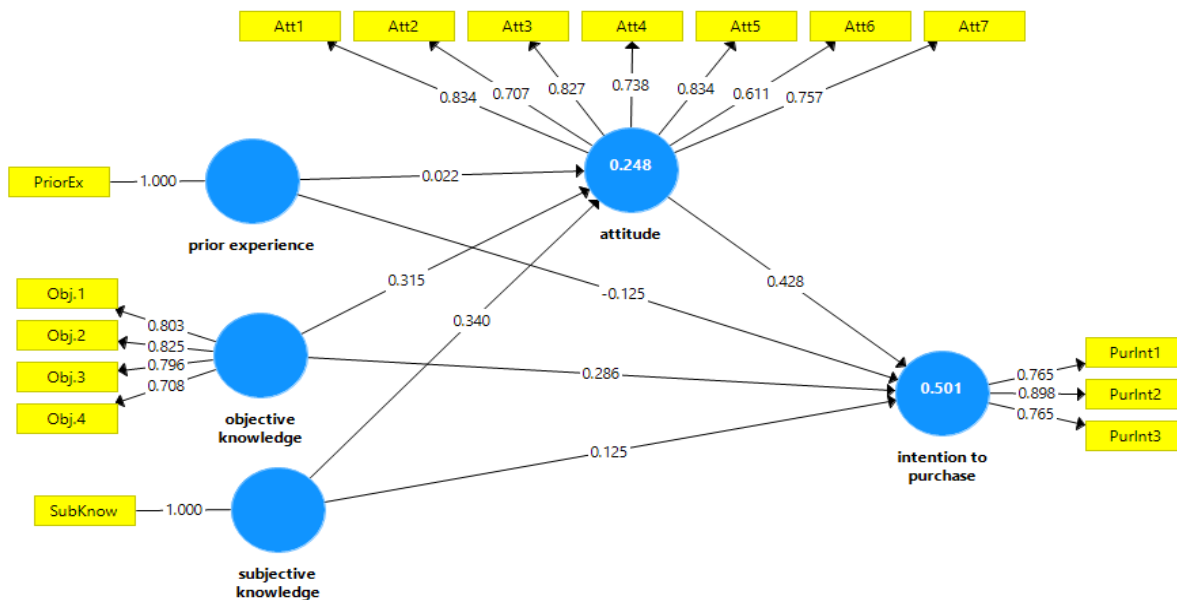 Att1 Att2 Att3 Att4 Att5 Att6 Att7
0.834 0.707 0.827 0.738 0.834 0.611 0.757
PriorEx 1.000 0.022 0.248
prior experience
attitude
Obj.1
Obj.2
Obj.3
Obj.4
0.803
0.825
0.796
0.708
0.315
-0.125
0.428
0.340
objective
knowledge
0.286
0.501
0.765
0.898
0.765
PurInt1
PurInt2
PurInt3
intention to
purchase
0.125
SubKnow 1.000
subjective
knowledge